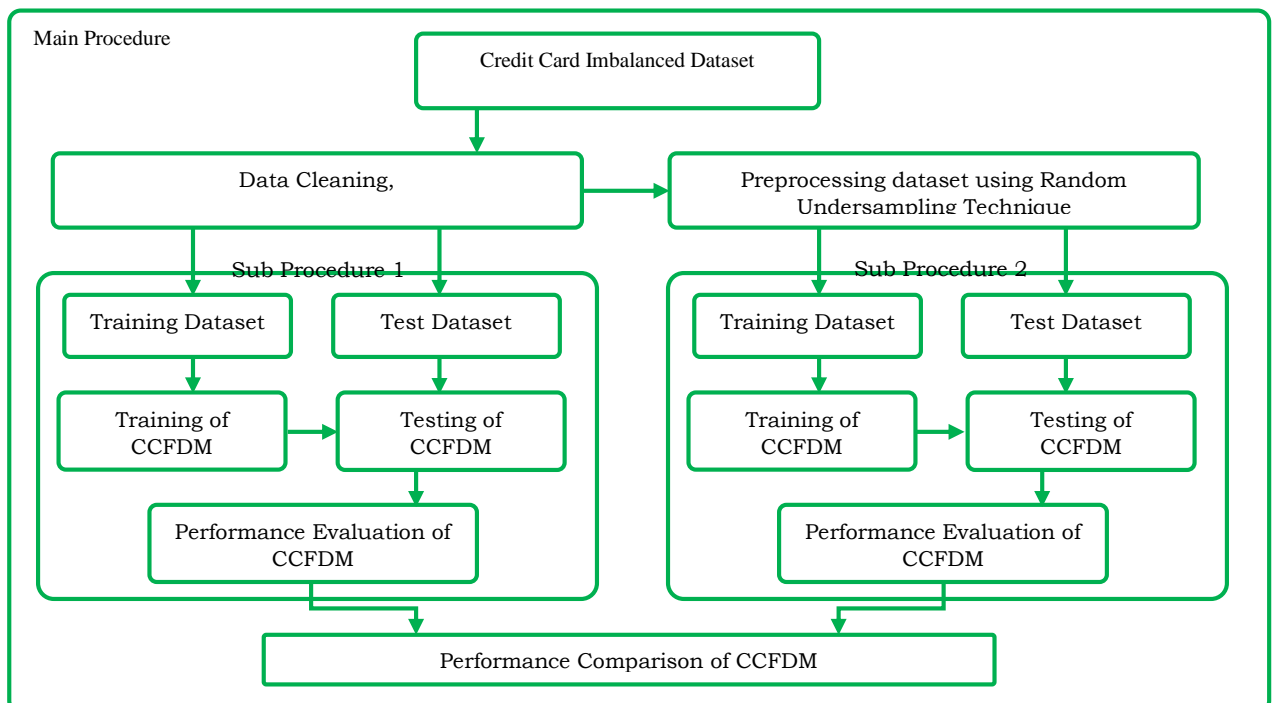 Main Procedure
Credit Card Imbalanced Dataset
Data Cleaning,
Preprocessing dataset using Random
Undersampling Technique
Sub Procedure 1
Sub Procedure 2
Training Dataset
Test Dataset
Training Dataset
Test Dataset
Training of
CCFDM
Testing of
CCFDM
Training of
CCFDM
Testing of
CCFDM
Performance Evaluation of
CCFDM
Performance Evaluation of
CCFDM
Performance Comparison of CCFDM